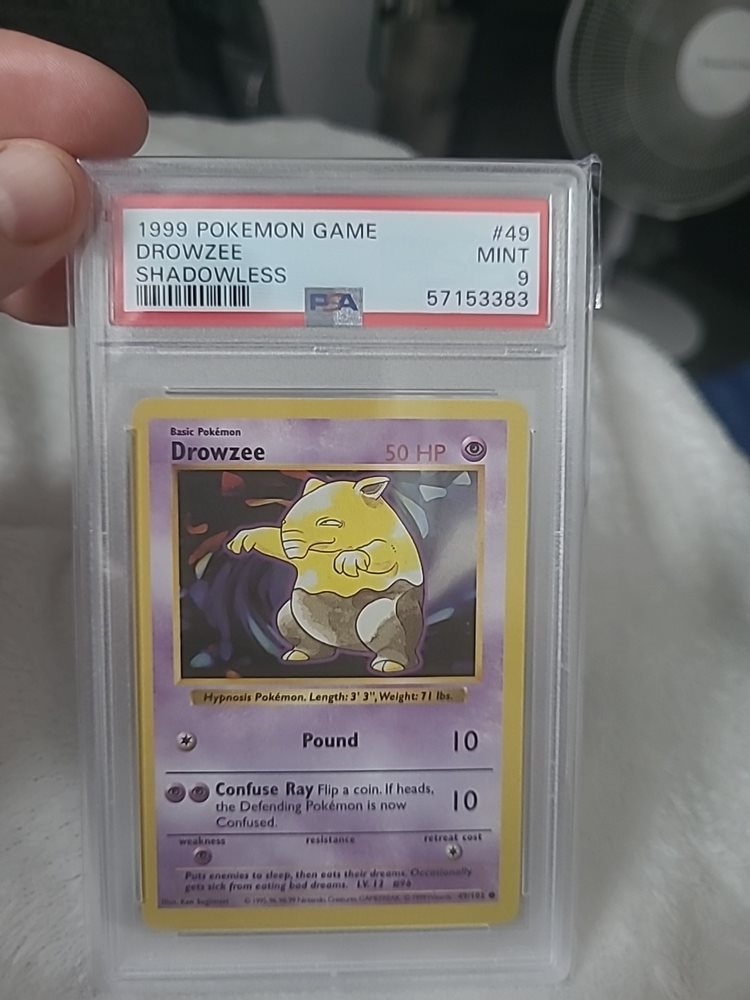 1999 POKEMON GAME #49
DROWZEE MINT
SHADOWLESS 9
PSA 57153383
Basic Pokémon
Drowzee 50 HP
Hypnosis Pokémon. Length: 3' 3", Weight: 71 lbs.
Pound 10
Confuse Ray Flip a coin. If heads,
the Defending Pokémon is now
Confused.
10
weakness resistance retreat cost
Puts enemies to sleep, then eats their dreams. Occasionally
gets sick from eating bad dreams. LV. 12 #96
Illus. Ken Sugimori 49/102